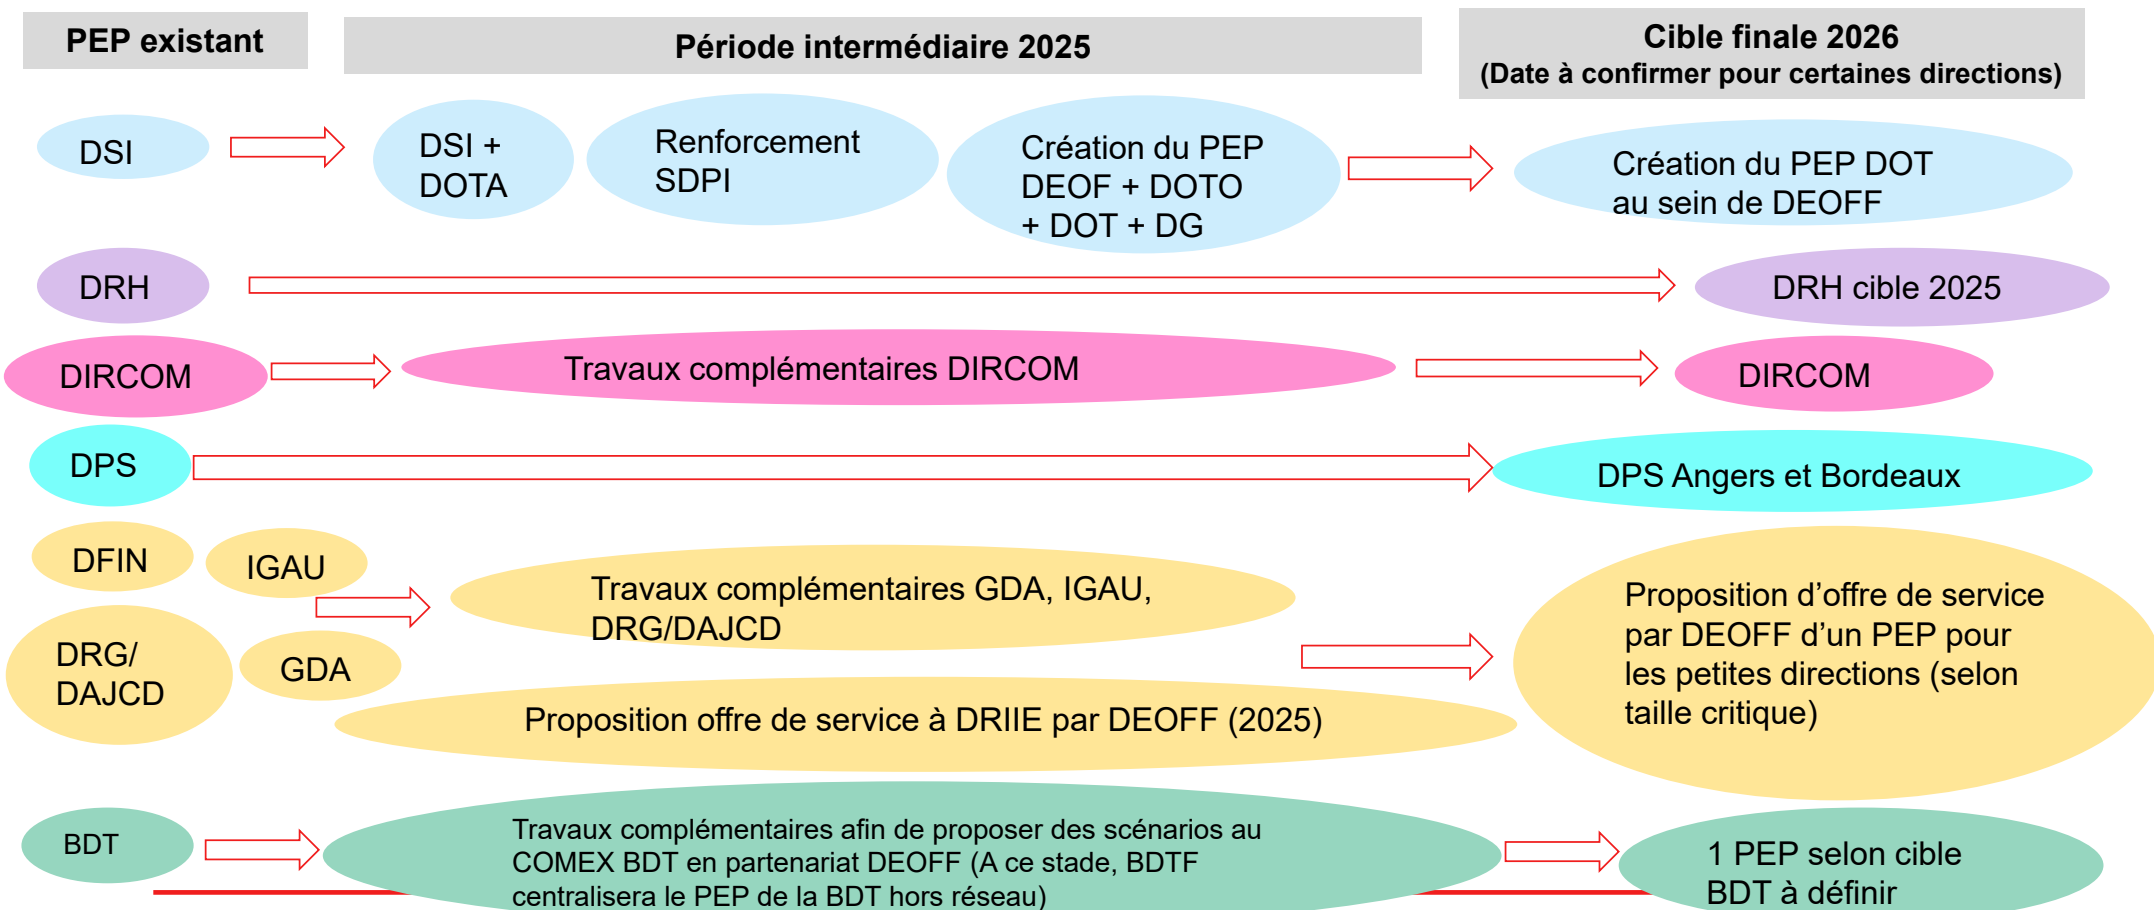 PEP existant
Période intermédiaire 2025
Cible finale 2026
(Date à confirmer pour certaines directions)
DSI
DSI +
DOTA
Renforcement
SDPI
Création du PEP
DEOF + DOTO
+ DOT + DG
Création du PEP DOT
au sein de DEOFF
DRH
DRH cible 2025
DIRCOM
Travaux complémentaires DIRCOM
DIRCOM
DPS
DPS Angers et Bordeaux
DFIN
IGAU
DRG/
DAJCD
GDA
Travaux complémentaires GDA, IGAU,
DRG/DAJCD
Proposition offre de service à DRIIE par DEOFF (2025)
Proposition d’offre de service
par DEOFF d’un PEP pour
les petites directions (selon
taille critique)
BDT
Travaux complémentaires afin de proposer des scénarios au
COMEX BDT en partenariat DEOFF (A ce stade, BDTF
centralisera le PEP de la BDT hors réseau)
1 PEP selon cible
BDT à définir